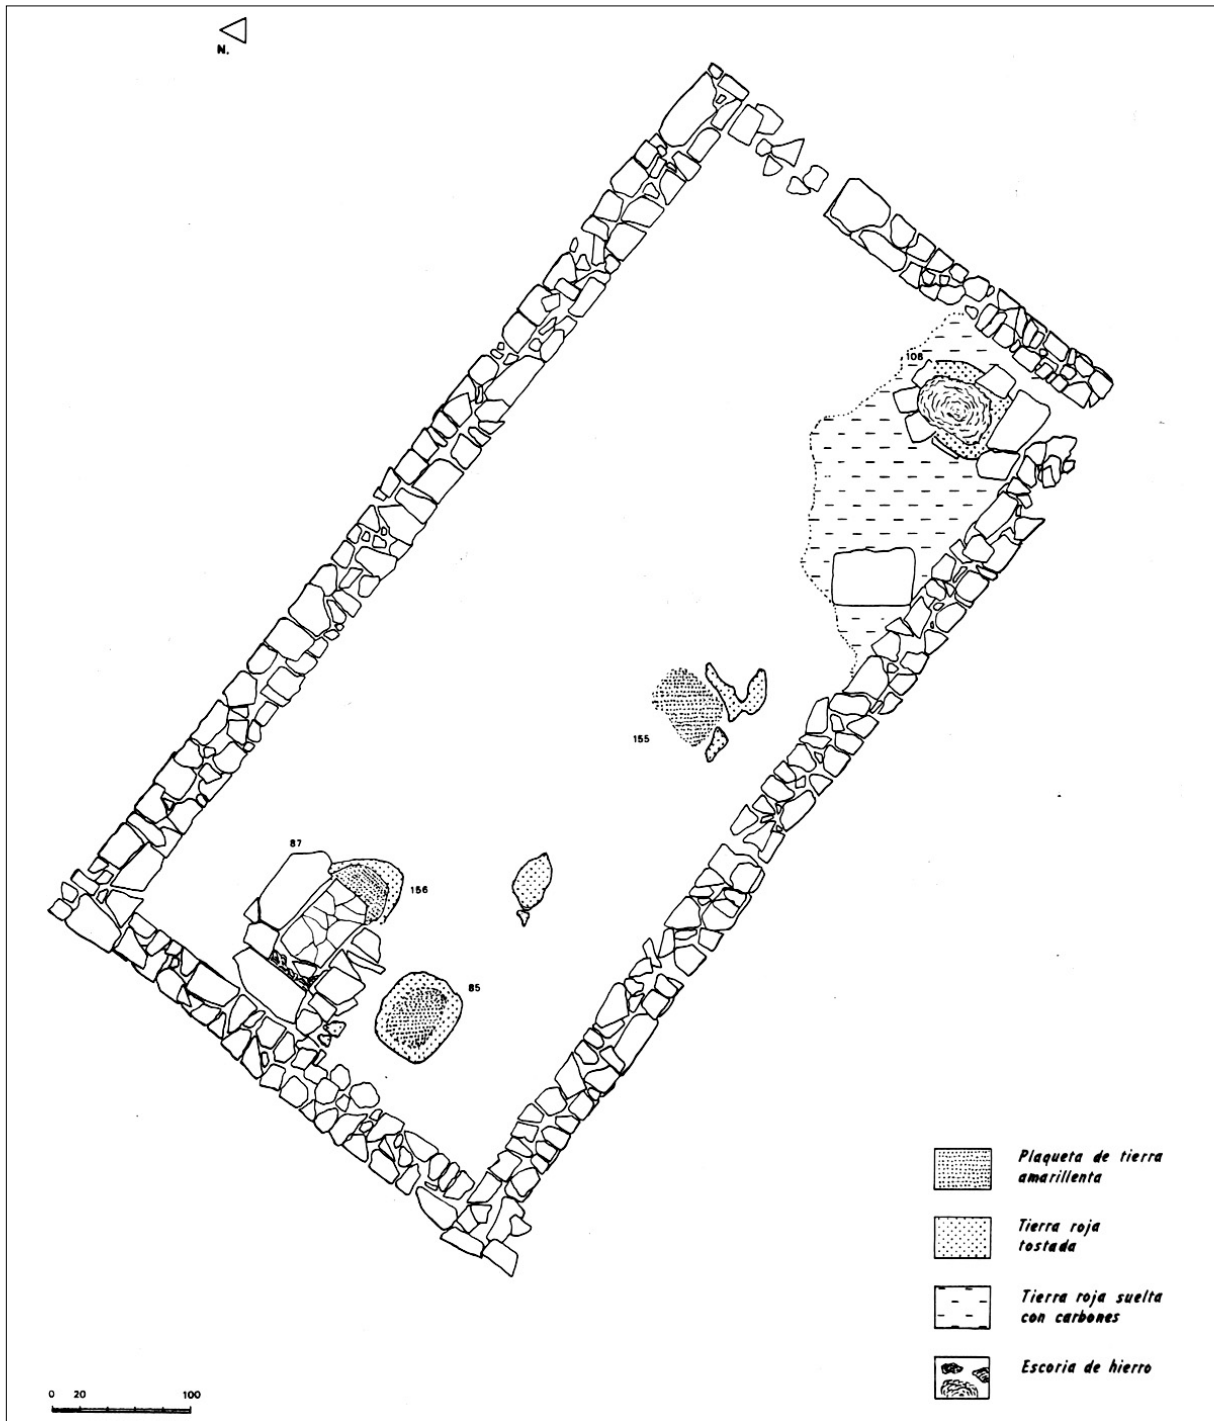 N.
108
155
87
156
85
Plaqueta de tierra
amarillenta
Tierra roja
tostada
Tierra roja suelta
con carbones
Escoria de hierro
0 20 100